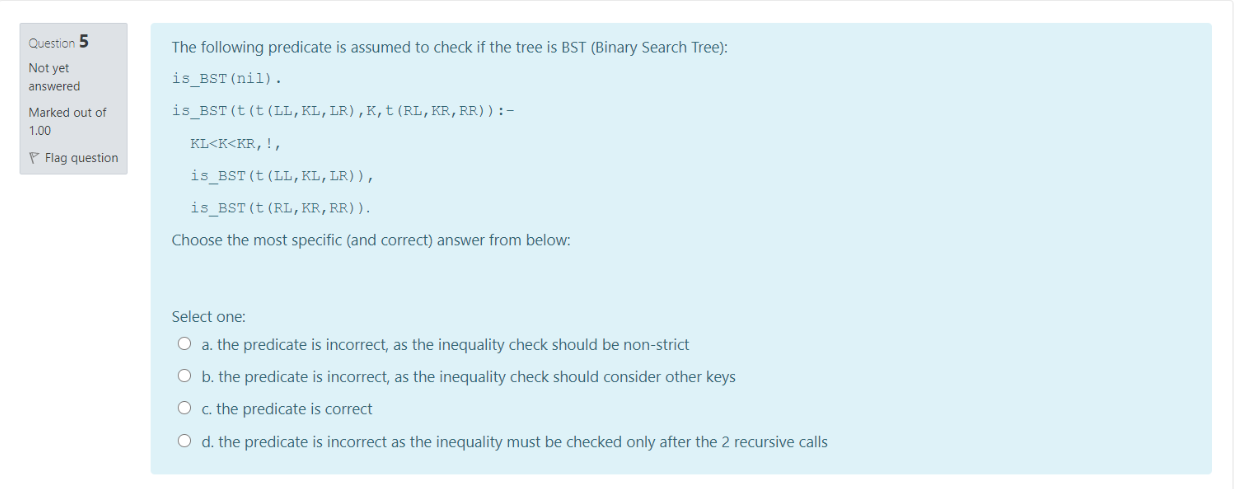 Question 5
Not yet
answered
Marked out of
1.00
Flag question
The following predicate is assumed to check if the tree is BST (Binary Search Tree):
is_BST(nil).
is_BST(t(t(LL,KL,LR),K,t(RL,KR,RR)):-
KL<K<KR,!,
is_BST(t(LL,KL,LR)),
is_BST(t(RL,KR,RR)).
Choose the most specific (and correct) answer from below:
Select one:
a. the predicate is incorrect, as the inequality check should be non-strict
b. the predicate is incorrect, as the inequality check should consider other keys
c. the predicate is correct
d. the predicate is incorrect as the inequality must be checked only after the 2 recursive calls